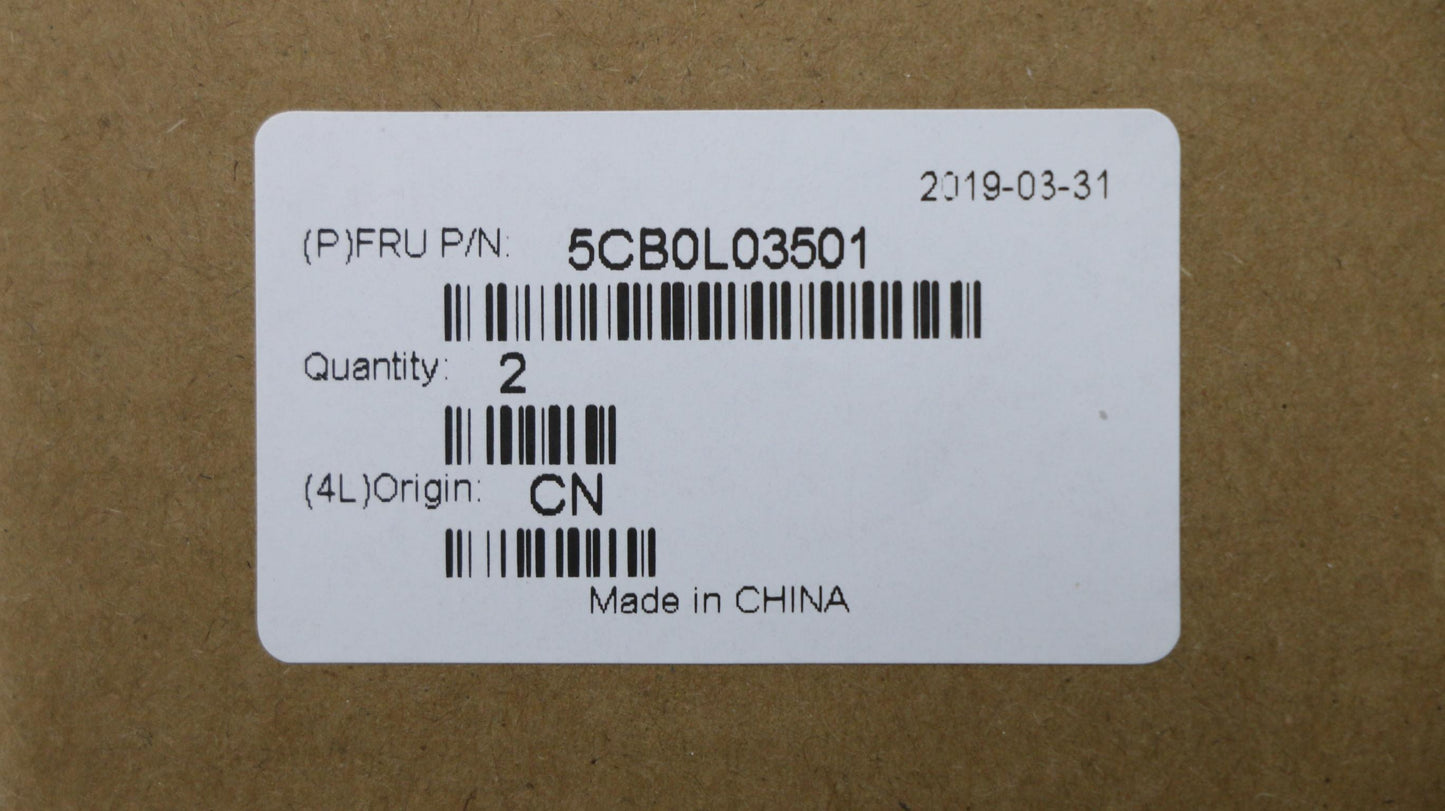 2019-03-31
(P)FRU P/N: 5CB0L03501
Quantity: 2
(4L)Origin: CN
Made in CHINA